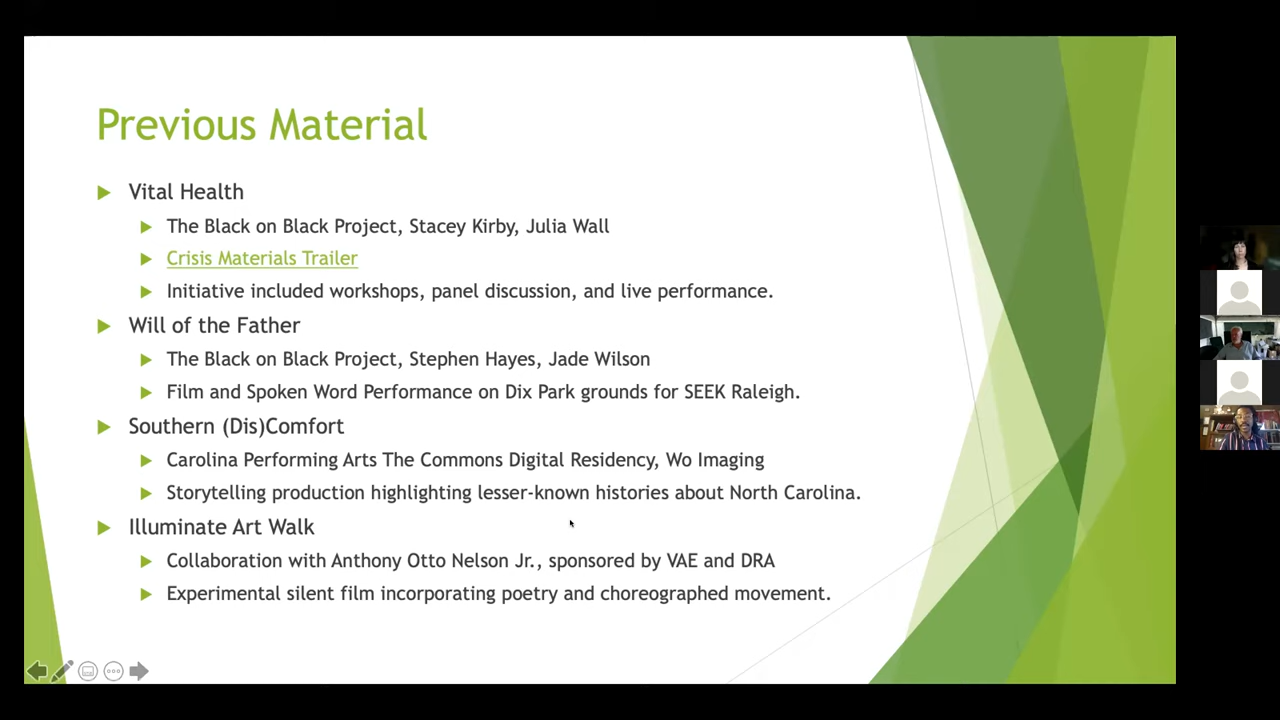 Previous Material
Vital Health
The Black on Black Project, Stacey Kirby, Julia Wall
Crisis Materials Trailer
Initiative included workshops, panel discussion, and live performance.
Will of the Father
The Black on Black Project, Stephen Hayes, Jade Wilson
Film and Spoken Word Performance on Dix Park grounds for SEEK Raleigh.
Southern (Dis)Comfort
Carolina Performing Arts The Commons Digital Residency, Wo Imaging
Storytelling production highlighting lesser-known histories about North Carolina.
Illuminate Art Walk
Collaboration with Anthony Otto Nelson Jr., sponsored by VAE and DRA
Experimental silent film incorporating poetry and choreographed movement.